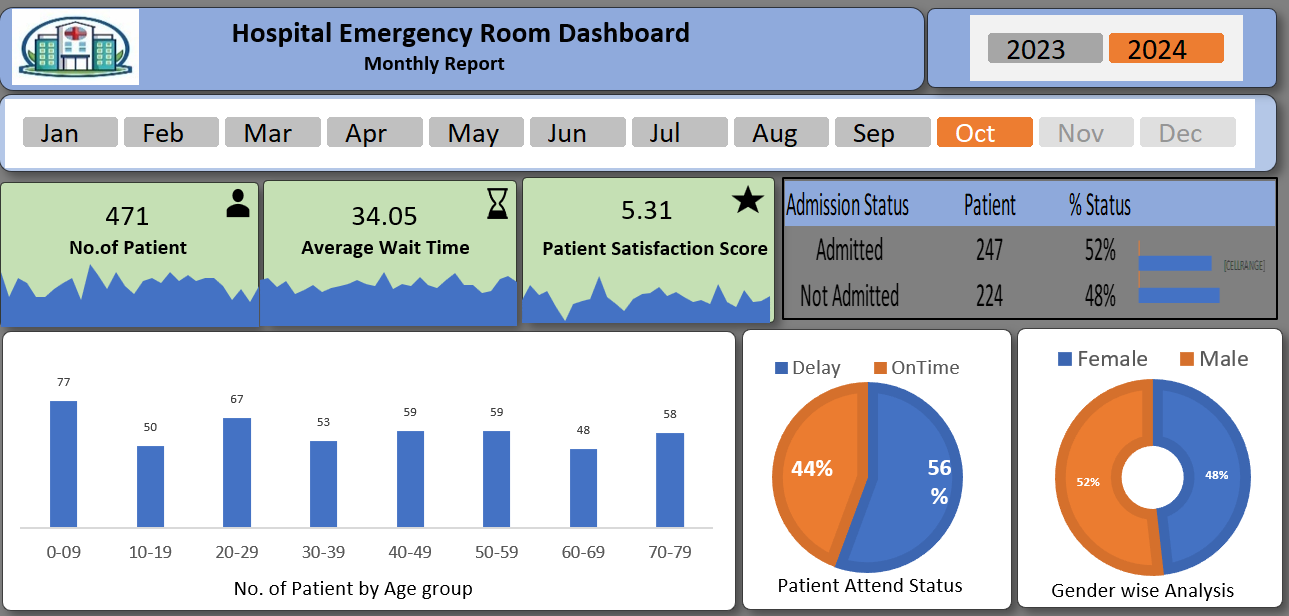 Hospital Emergency Room Dashboard
Monthly Report
2023 2024
Jan Feb Mar Apr May Jun Jul Aug Sep Oct Nov Dec
471
No.of Patient
34.05
Average Wait Time
5.31
Patient Satisfaction Score
Admission Status Patient % Status
Admitted 247 52%
[CELLRANGE]
Not Admitted 224 48%
77 50 67 53 59 59 48 58
0-09 10-19 20-29 30-39 40-49 50-59 60-69 70-79
No. of Patient by Age group
Delay OnTime
44%
56
%
Patient Attend Status
Female Male
52% 48%
Gender wise Analysis